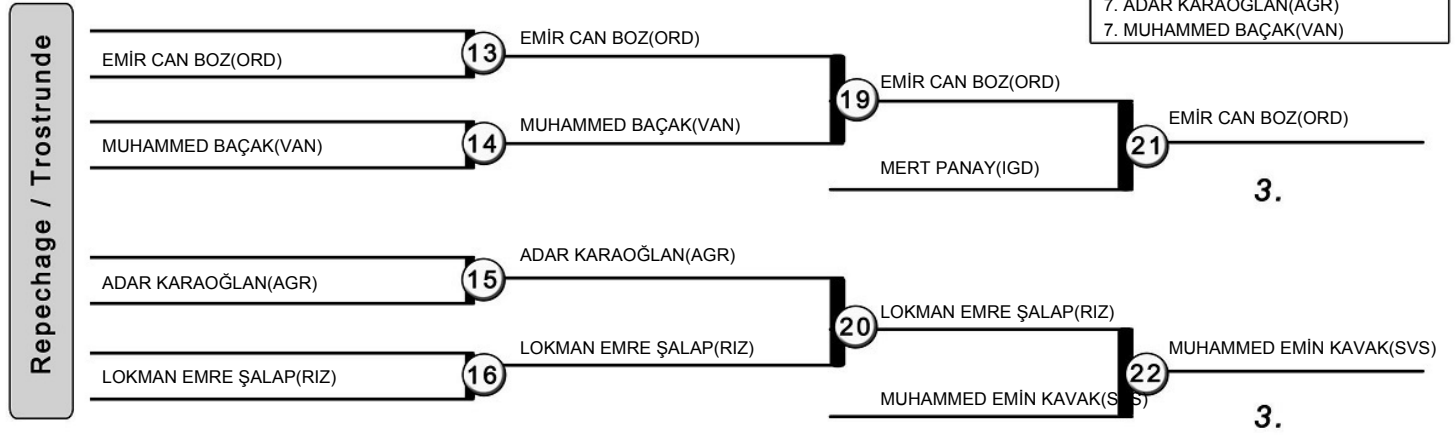 7. ADAR KARAOĞLAN(AGR)
7. MUHAMMED BAÇAK(VAN)
Repechage / Trostrunde
EMİR CAN BOZ(ORD)
13
EMİR CAN BOZ(ORD)
MUHAMMED BAÇAK(VAN)
14
MUHAMMED BAÇAK(VAN)
19
EMİR CAN BOZ(ORD)
MERT PANAY(IGD)
21
EMİR CAN BOZ(ORD)
3.
ADAR KARAOĞLAN(AGR)
15
ADAR KARAOĞLAN(AGR)
LOKMAN EMRE ŞALAP(RIZ)
16
LOKMAN EMRE ŞALAP(RIZ)
20
LOKMAN EMRE ŞALAP(RIZ)
MUHAMMED EMİN KAVAK(SVS)
22
MUHAMMED EMİN KAVAK(SVS)
3.